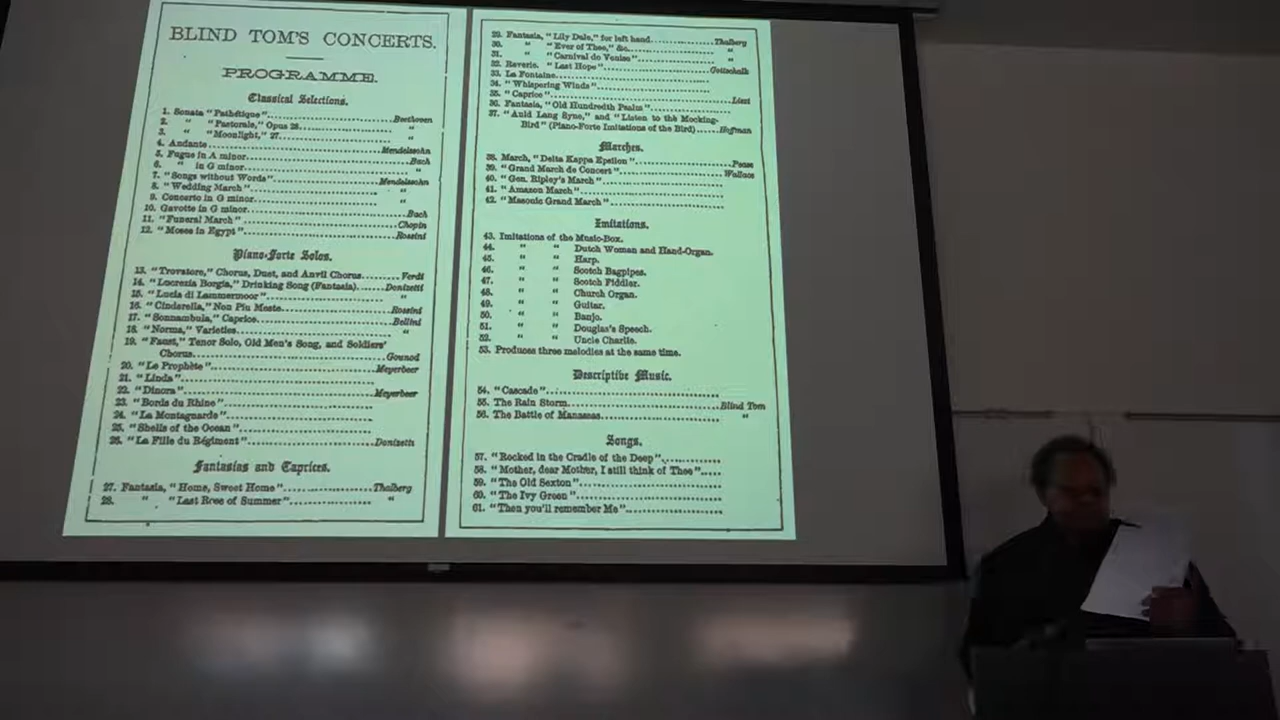 BLIND TOM'S CONCERTS.
PROGRAMME.
Classical Selections.
1. Sonata "Pathétique"........Beethoven
2. " "Pastorale," Opus 28........"
3. " "Moonlight," 27........"
4. Andante........Mendelssohn
5. Fugue in A minor........Bach
6. " in G minor........"
7. "Songs without Words"........Mendelssohn
8. "Wedding March"........"
9. Concerto in G minor........"
10. Gavotte in G minor........Bach
11. "Funeral March"........Chopin
12. "Moses in Egypt"........Rossini
Piano-Forte Solos.
13. "Trovatore," Chorus, Duet, and Anvil Chorus........Verdi
14. "Lucrezia Borgia," Drinking Song (Fantasia)........Donizetti
15. "Lucia di Lammermoor"........"
16. "Cinderella," Non Piu Mesta........Rossini
17. "Sonnambula," Caprice........Bellini
18. "Norma," Varieties........"
19. "Faust," Tenor Solo, Old Men's Song, and Soldiers'
Chorus........Gounod
20. "Le Prophète"........Meyerbeer
21. "Linda"........
22. "Dinora"........Meyerbeer
23. "Bords du Rhine"........
24. "La Montagnarde"........
25. "Shells of the Ocean"........
26. "La Fille du Régiment"........Donizetti
Fantasias and Caprices.
27. Fantasia, "Home, Sweet Home"........Thalberg
28. " "Last Rose of Summer"........"
29. Fantasia, "Lily Dale," for left hand........Thalberg
30. " "Ever of Thee," &c........"
31. " "Carnival de Venise"........"
32. Reverie, "Last Hope"........Gottschalk
33. La Fontaine........
34. "Whispering Winds"........
35. "Caprice"........Liszt
36. Fantasia, "Old Hundredth Psalm"........
37. "Auld Lang Syne," and "Listen to the Mocking-
Bird" (Piano-Forte Imitations of the Bird)........Hoffman
Marches.
38. March, "Delta Kappa Epsilon"........Pease
39. "Grand March de Concert"........Wallace
40. "Gen. Ripley's March"........
41. "Amazon March"........
42. "Masonic Grand March"........
Imitations.
43. Imitations of the Music-Box.
44. " " Dutch Woman and Hand-Organ.
45. " " Harp.
46. " " Scotch Bagpipes.
47. " " Scotch Fiddler.
48. " " Church Organ.
49. " " Guitar.
50. " " Banjo.
51. " " Douglas's Speech.
52. " " Uncle Charlie.
53. Produces three melodies at the same time.
Descriptive Music.
54. "Cascade"........
55. The Rain Storm........Blind Tom
56. The Battle of Manassas........"
Songs.
57. "Rocked in the Cradle of the Deep"........
58. "Mother, dear Mother, I still think of Thee"........
59. "The Old Sexton"........
60. "The Ivy Green"........
61. "Then you'll remember Me"........